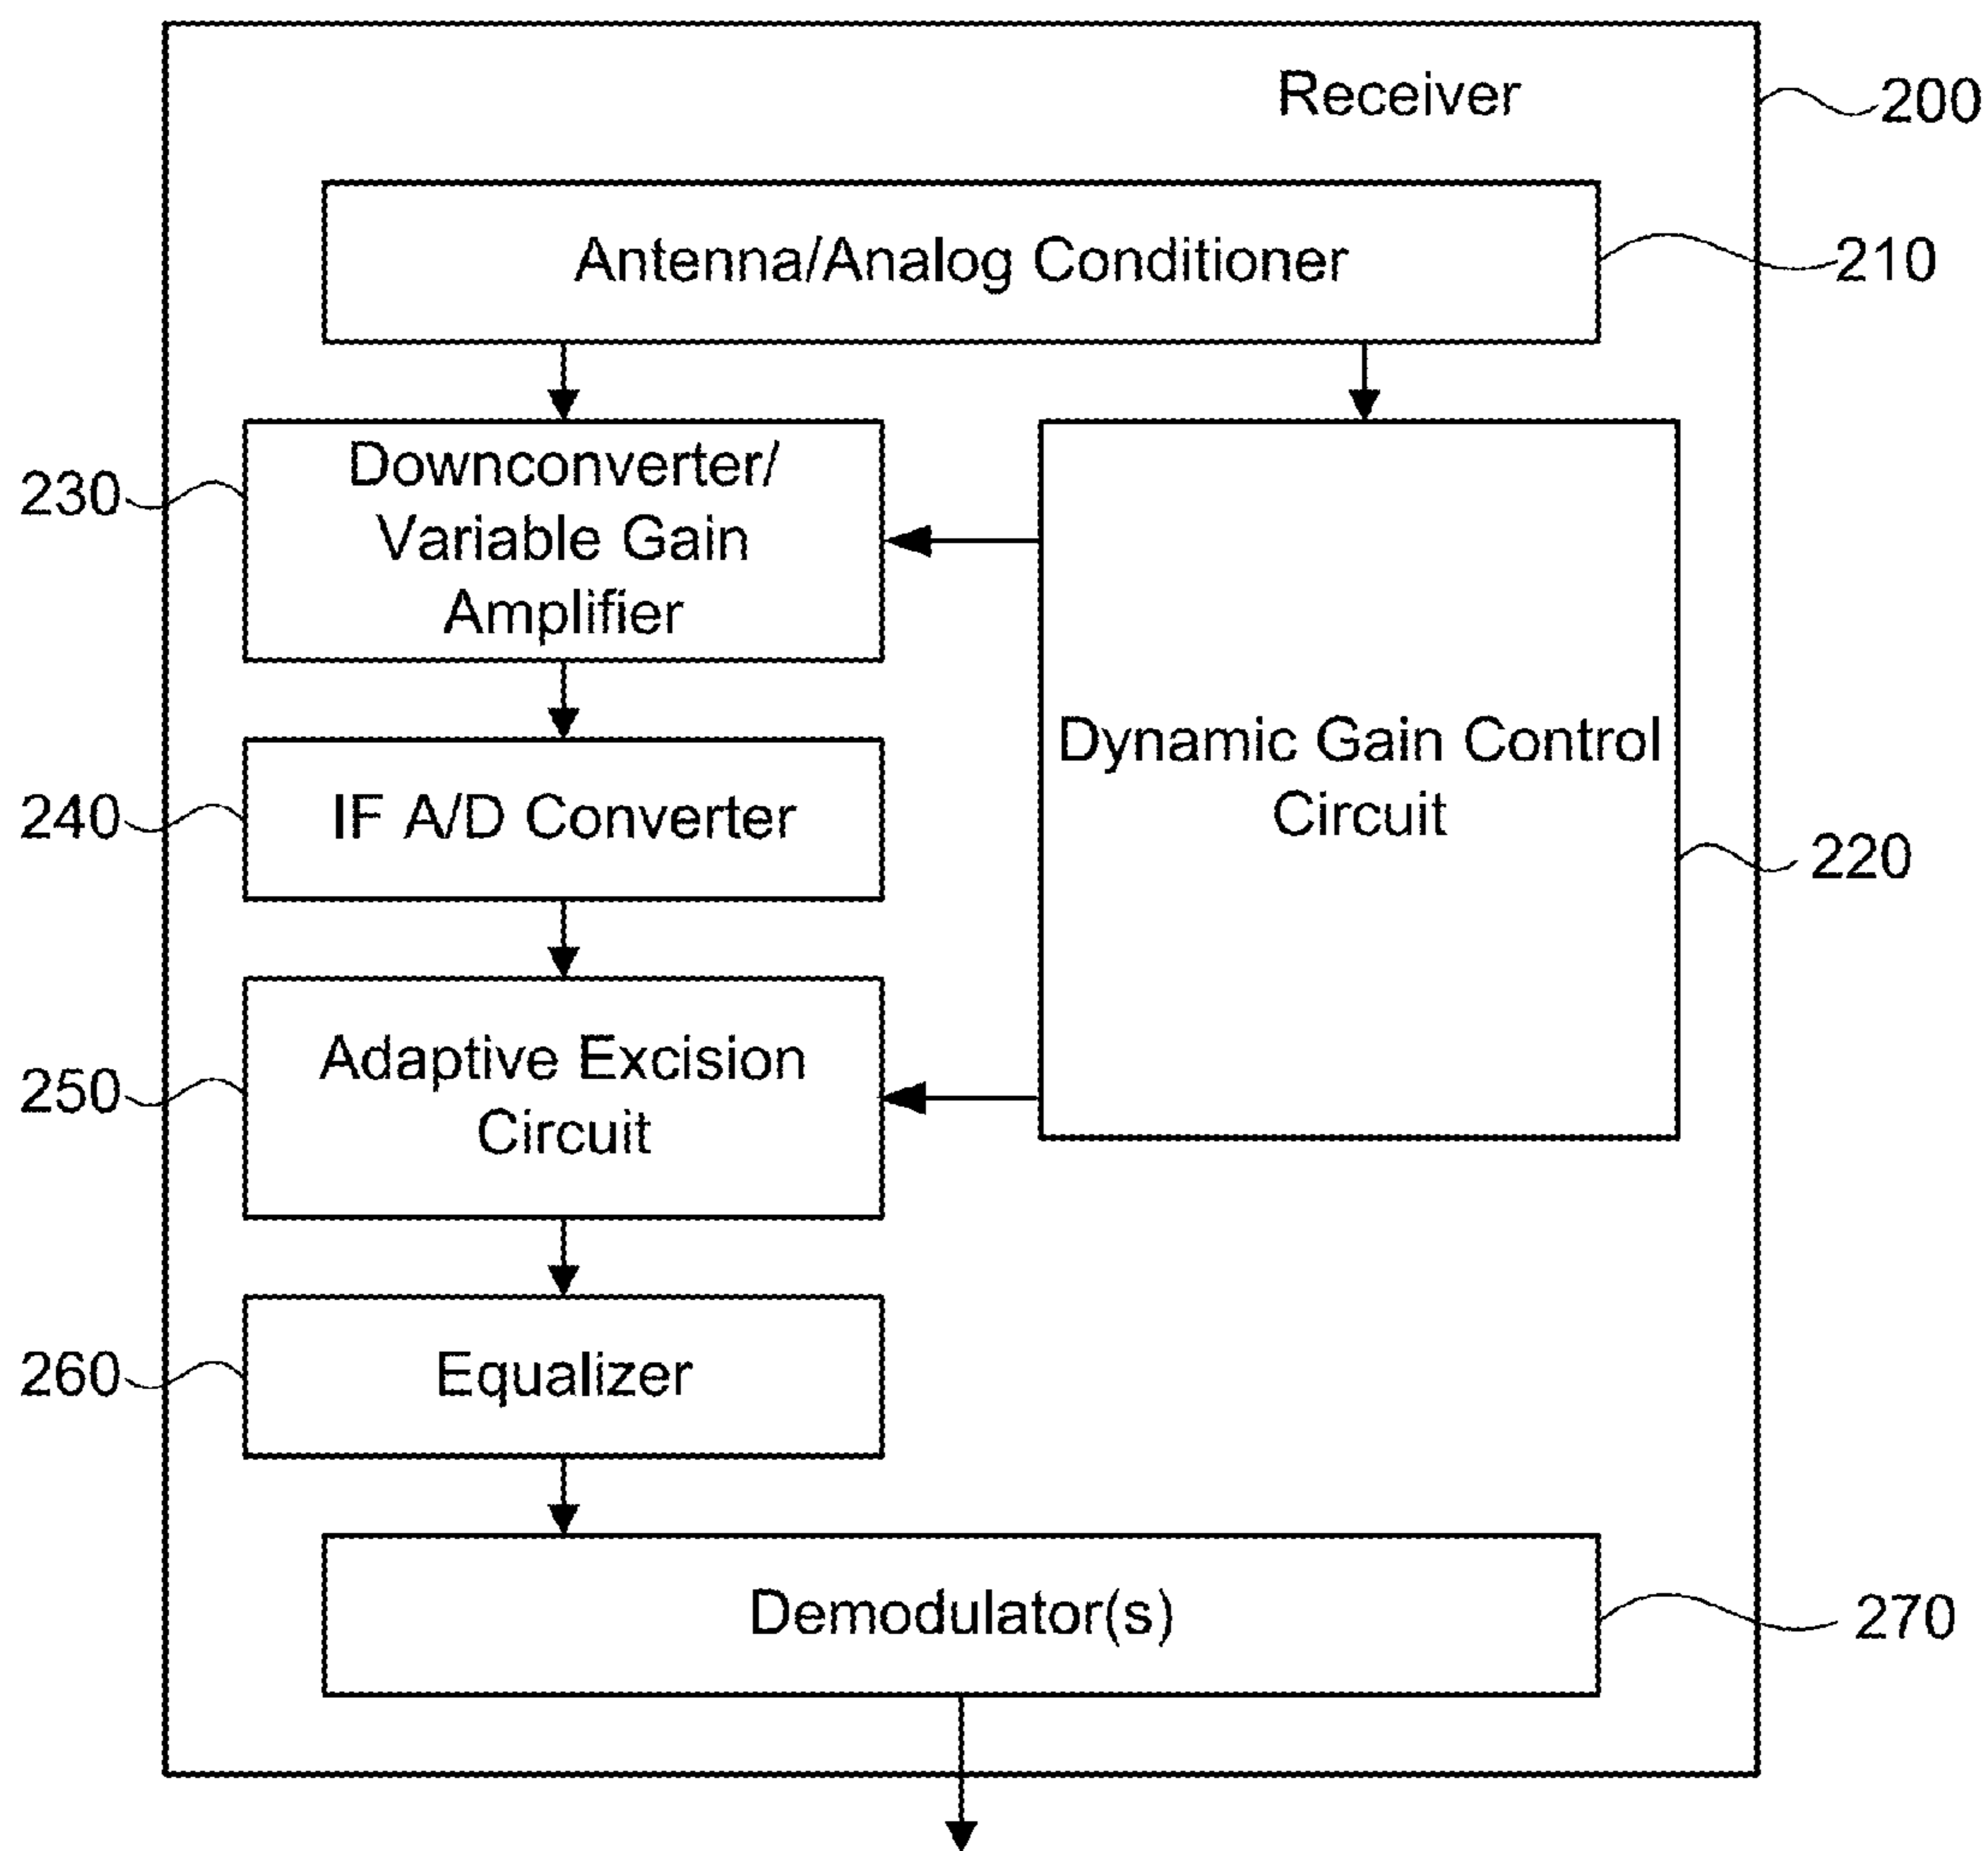 Receiver
200
Antenna/Analog Conditioner
210
230
Downconverter/
Variable Gain
Amplifier
Dynamic Gain Control
Circuit
220
240
IF A/D Converter
250
Adaptive Excision
Circuit
260
Equalizer
Demodulator(s)
270